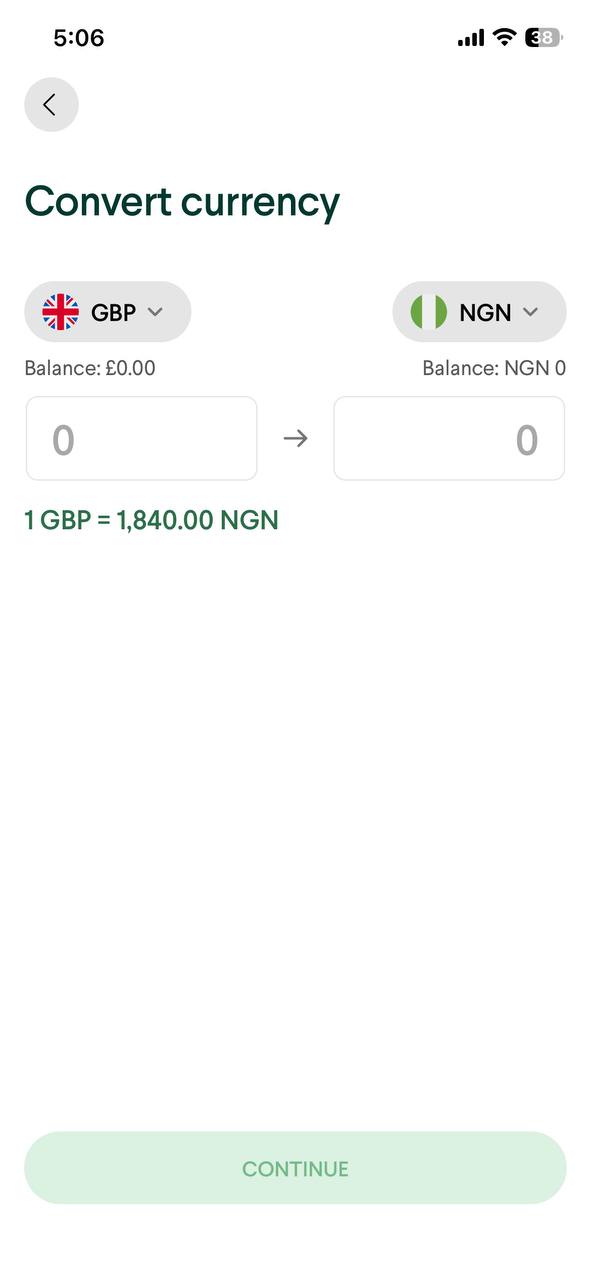 5:06
38
Convert currency
GBP
NGN
Balance: £0.00
Balance: NGN 0
0
0
1 GBP = 1,840.00 NGN
CONTINUE